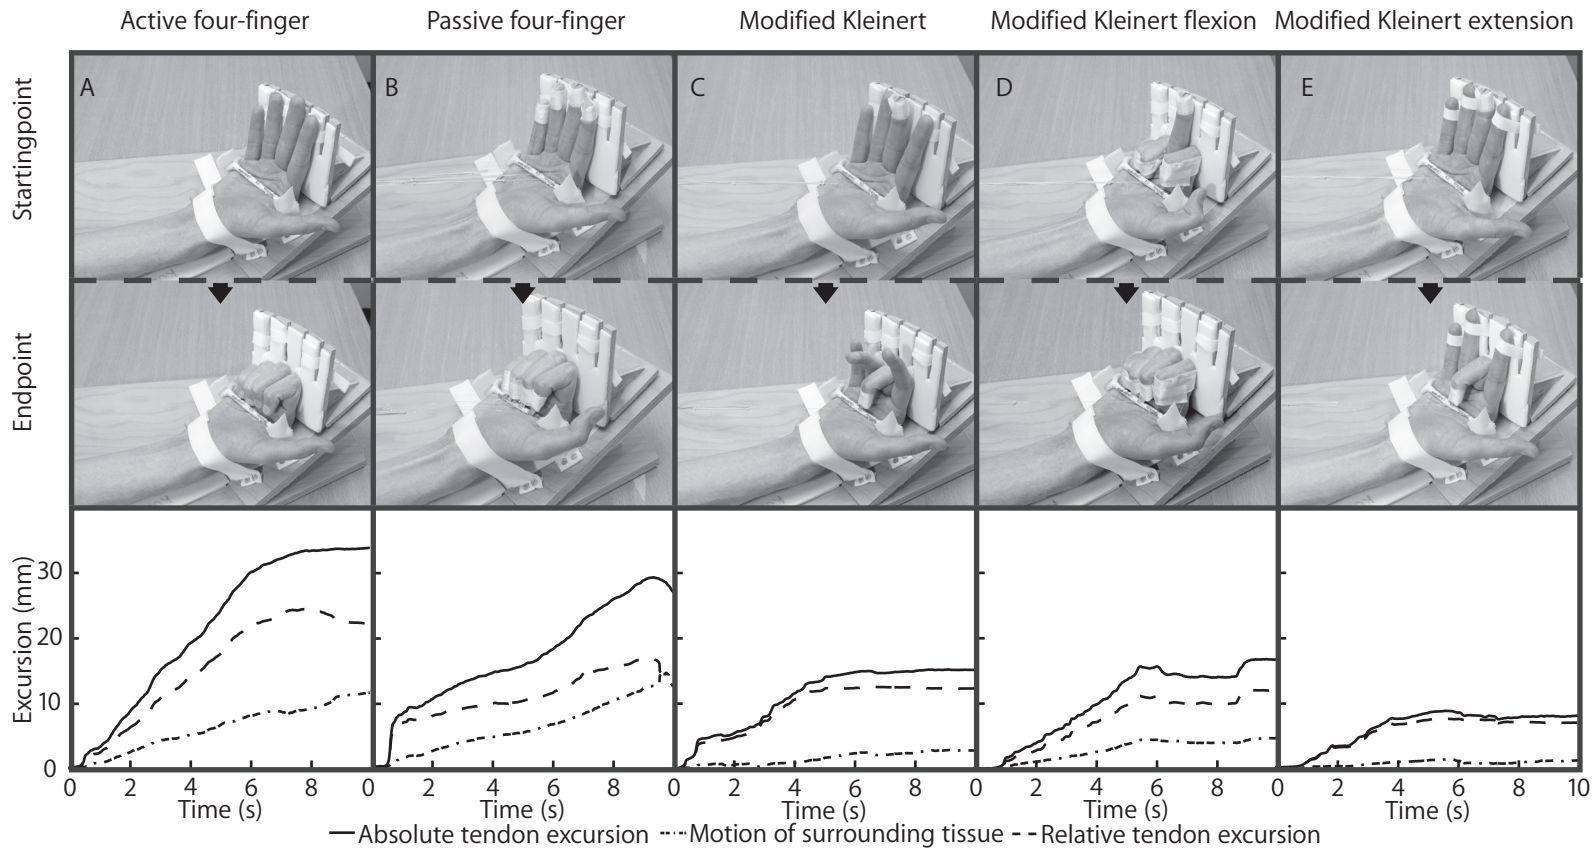 Active four-finger Passive four-finger Modified Kleinert Modified Kleinert flexion Modified Kleinert extension
Startingpoint
A B C D E
Endpoint
Excursion (mm)
30
20
10
0
0 2 4 6 8 0 2 4 6 8 0 2 4 6 8 0 2 4 6 8 0 2 4 6 8 10
Time (s) Time (s) Time (s) Time (s) Time (s)
Absolute tendon excursion Motion of surrounding tissue Relative tendon excursion